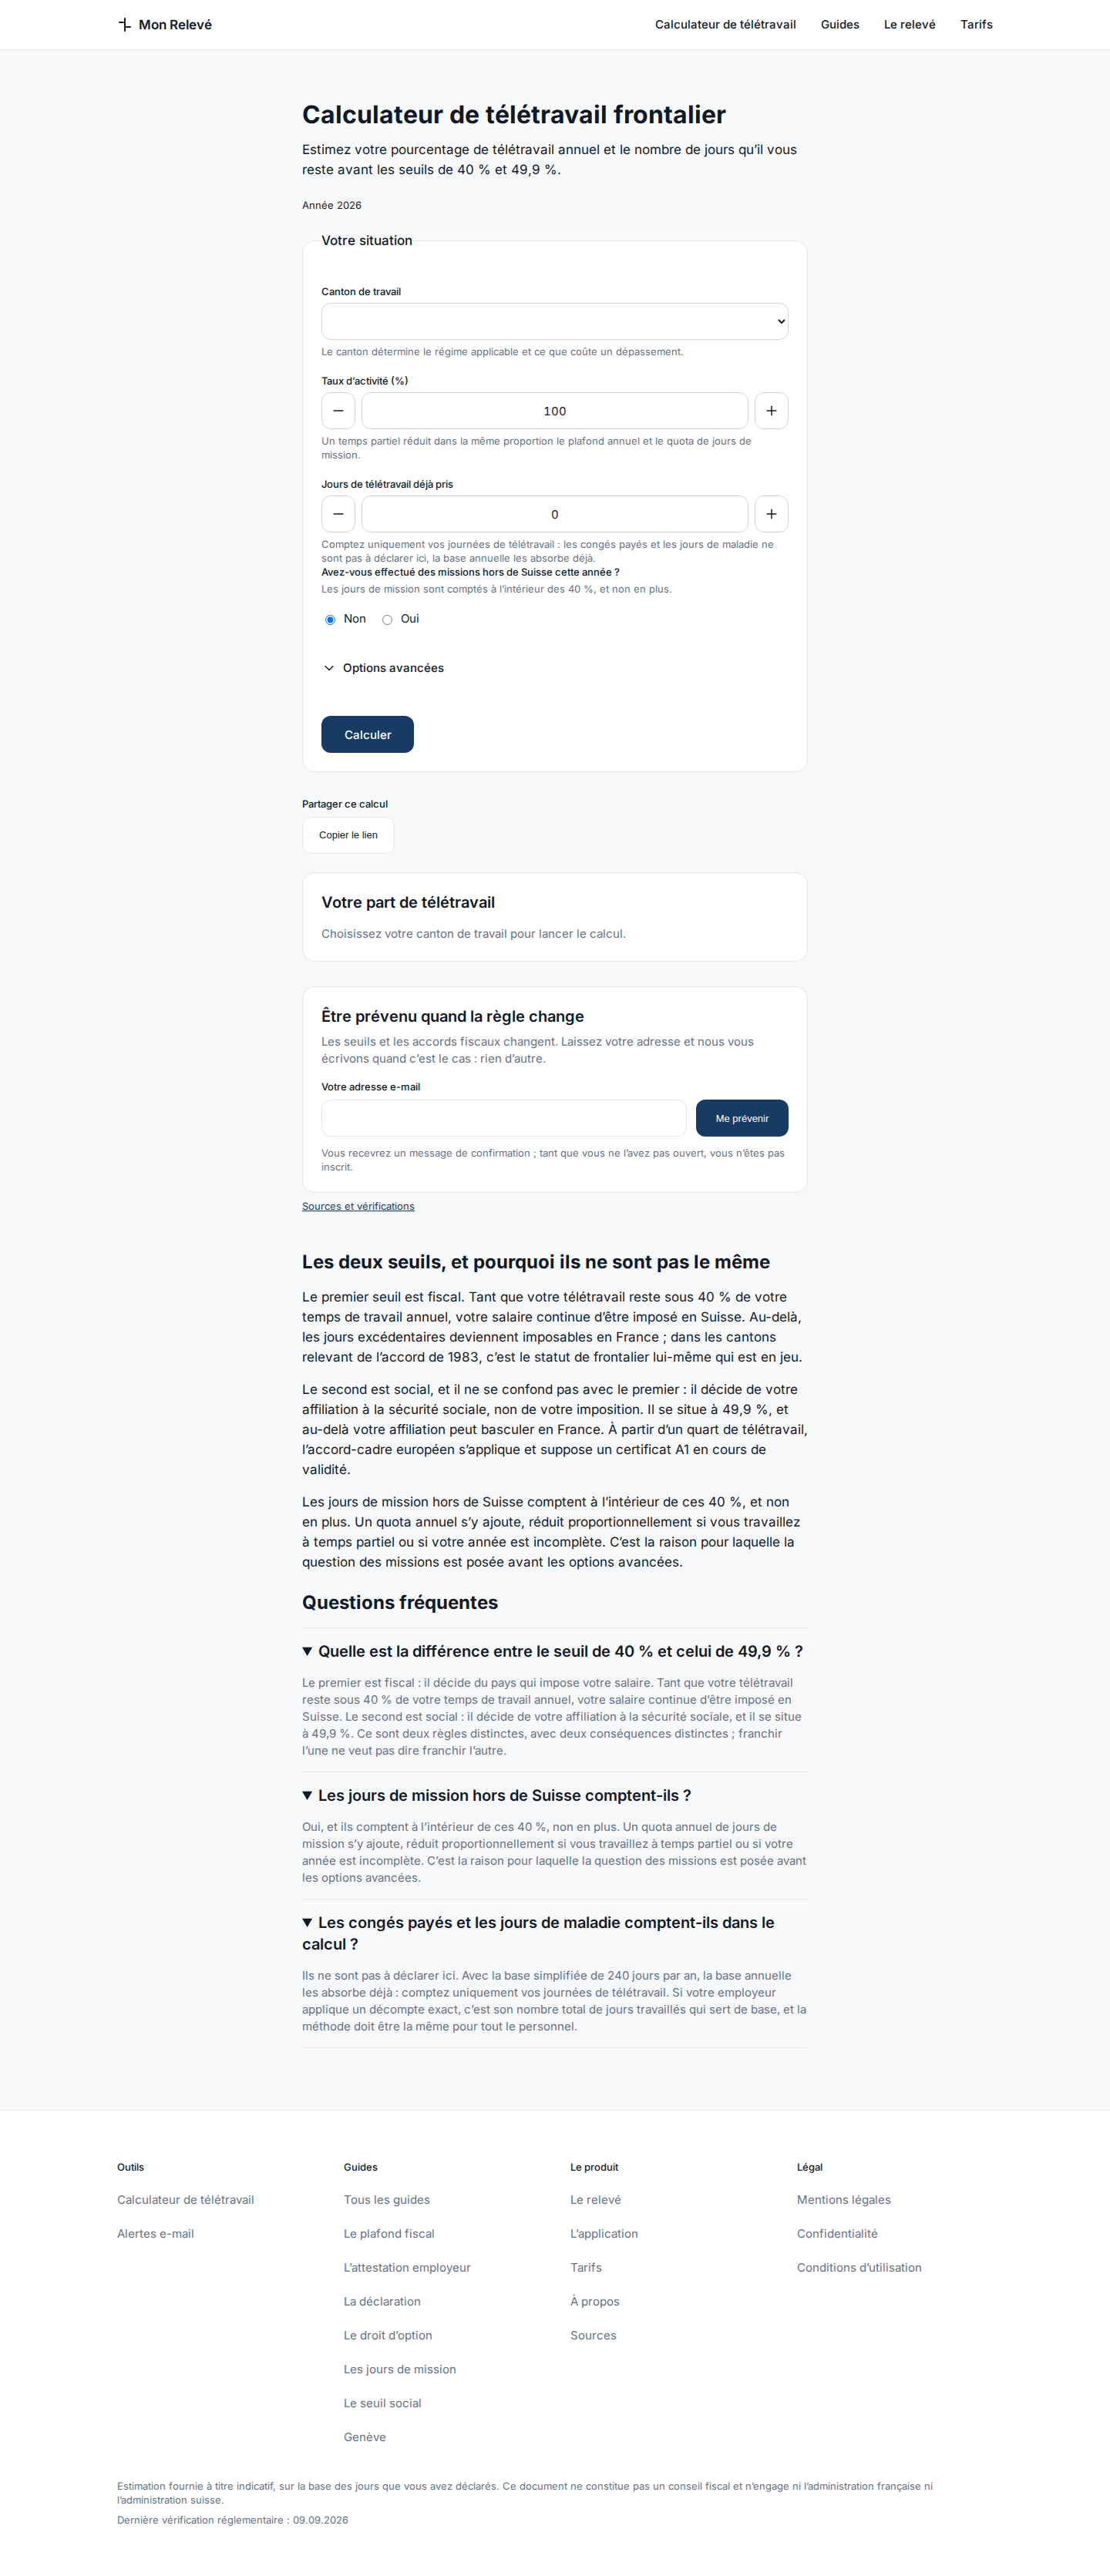 Mon Relevé
Calculateur de télétravail
Guides
Le relevé
Tarifs
Calculateur de télétravail frontalier
Estimez votre pourcentage de télétravail annuel et le nombre de jours qu’il vous
reste avant les seuils de 40 % et 49,9 %.
Année 2026
Votre situation
Canton de travail
Le canton détermine le régime applicable et ce que coûte un dépassement.
Taux d’activité (%)
100
Un temps partiel réduit dans la même proportion le plafond annuel et le quota de jours de
mission.
Jours de télétravail déjà pris
0
Comptez uniquement vos journées de télétravail : les congés payés et les jours de maladie ne
sont pas à déclarer ici, la base annuelle les absorbe déjà.
Avez-vous effectué des missions hors de Suisse cette année ?
Les jours de mission sont comptés à l’intérieur des 40 %, et non en plus.
Non
Oui
Options avancées
Calculer
Partager ce calcul
Copier le lien
Votre part de télétravail
Choisissez votre canton de travail pour lancer le calcul.
Être prévenu quand la règle change
Les seuils et les accords fiscaux changent. Laissez votre adresse et nous vous
écrivons quand c’est le cas : rien d’autre.
Votre adresse e-mail
Me prévenir
Vous recevrez un message de confirmation ; tant que vous ne l’avez pas ouvert, vous n’êtes pas
inscrit.
Sources et vérifications
Les deux seuils, et pourquoi ils ne sont pas le même
Le premier seuil est fiscal. Tant que votre télétravail reste sous 40 % de votre
temps de travail annuel, votre salaire continue d’être imposé en Suisse. Au-delà,
les jours excédentaires deviennent imposables en France ; dans les cantons
relevant de l’accord de 1983, c’est le statut de frontalier lui-même qui est en jeu.
Le second est social, et il ne se confond pas avec le premier : il décide de votre
affiliation à la sécurité sociale, non de votre imposition. Il se situe à 49,9 %, et
au-delà votre affiliation peut basculer en France. À partir d’un quart de télétravail,
l’accord-cadre européen s’applique et suppose un certificat A1 en cours de
validité.
Les jours de mission hors de Suisse comptent à l’intérieur de ces 40 %, et non
en plus. Un quota annuel s’y ajoute, réduit proportionnellement si vous travaillez
à temps partiel ou si votre année est incomplète. C’est la raison pour laquelle la
question des missions est posée avant les options avancées.
Questions fréquentes
Quelle est la différence entre le seuil de 40 % et celui de 49,9 % ?
Le premier est fiscal : il décide du pays qui impose votre salaire. Tant que votre télétravail
reste sous 40 % de votre temps de travail annuel, votre salaire continue d’être imposé en
Suisse. Le second est social : il décide de votre affiliation à la sécurité sociale, et il se situe
à 49,9 %. Ce sont deux règles distinctes, avec deux conséquences distinctes ; franchir
l’une ne veut pas dire franchir l’autre.
Les jours de mission hors de Suisse comptent-ils ?
Oui, et ils comptent à l’intérieur de ces 40 %, non en plus. Un quota annuel de jours de
mission s’y ajoute, réduit proportionnellement si vous travaillez à temps partiel ou si votre
année est incomplète. C’est la raison pour laquelle la question des missions est posée avant
les options avancées.
Les congés payés et les jours de maladie comptent-ils dans le
calcul ?
Ils ne sont pas à déclarer ici. Avec la base simplifiée de 240 jours par an, la base annuelle
les absorbe déjà : comptez uniquement vos journées de télétravail. Si votre employeur
applique un décompte exact, c’est son nombre total de jours travaillés qui sert de base, et la
méthode doit être la même pour tout le personnel.
Outils
Calculateur de télétravail
Alertes e-mail
Guides
Tous les guides
Le plafond fiscal
L’attestation employeur
La déclaration
Le droit d’option
Les jours de mission
Le seuil social
Genève
Le produit
Le relevé
L’application
Tarifs
À propos
Sources
Légal
Mentions légales
Confidentialité
Conditions d’utilisation
Estimation fournie à titre indicatif, sur la base des jours que vous avez déclarés. Ce document ne constitue pas un conseil fiscal et n’engage ni l’administration française ni
l’administration suisse.
Dernière vérification réglementaire : 09.09.2026